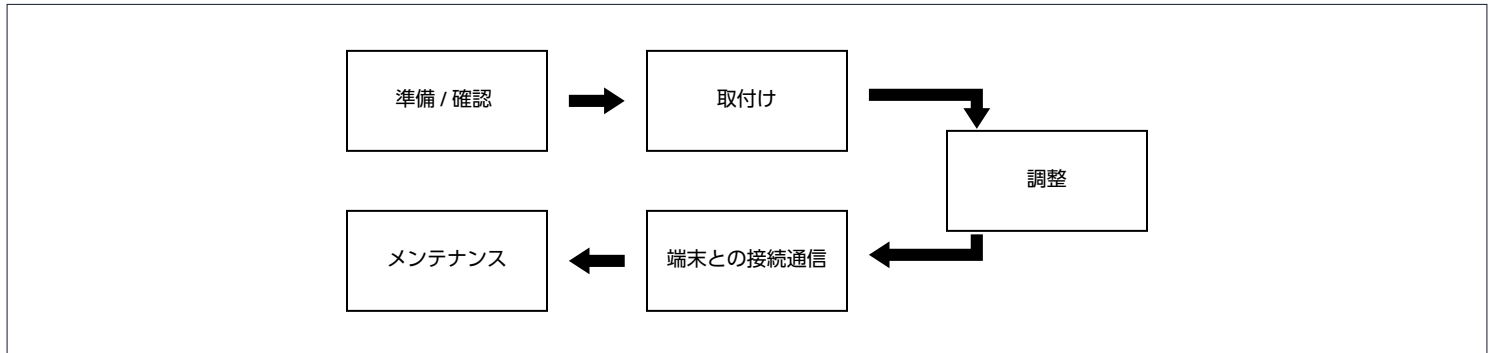 準備 / 確認
取付け
調整
端末との接続通信
メンテナンス